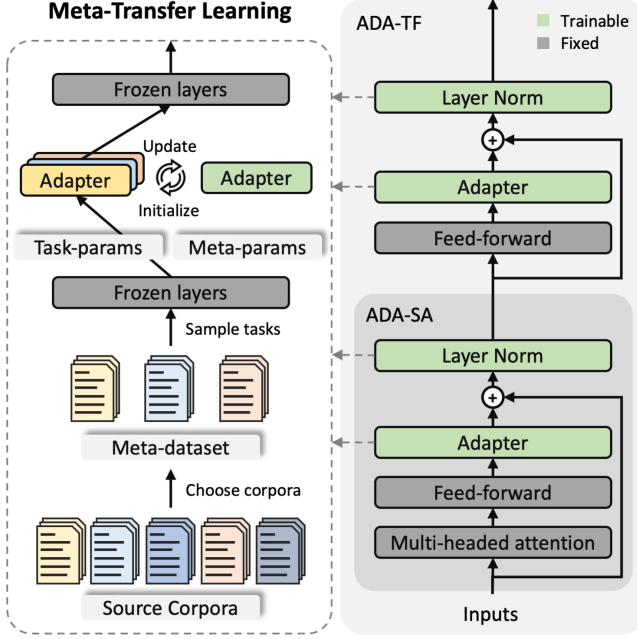 Meta-Transfer Learning
Frozen layers
Update
Adapter
Adapter
Initialize
Task-params
Meta-params
Frozen layers
Sample tasks
Meta-dataset
Choose corpora
Source Corpora
ADA-TF
Trainable
Fixed
Layer Norm
+
Adapter
Feed-forward
ADA-SA
Layer Norm
+
Adapter
Feed-forward
Multi-headed attention
Inputs